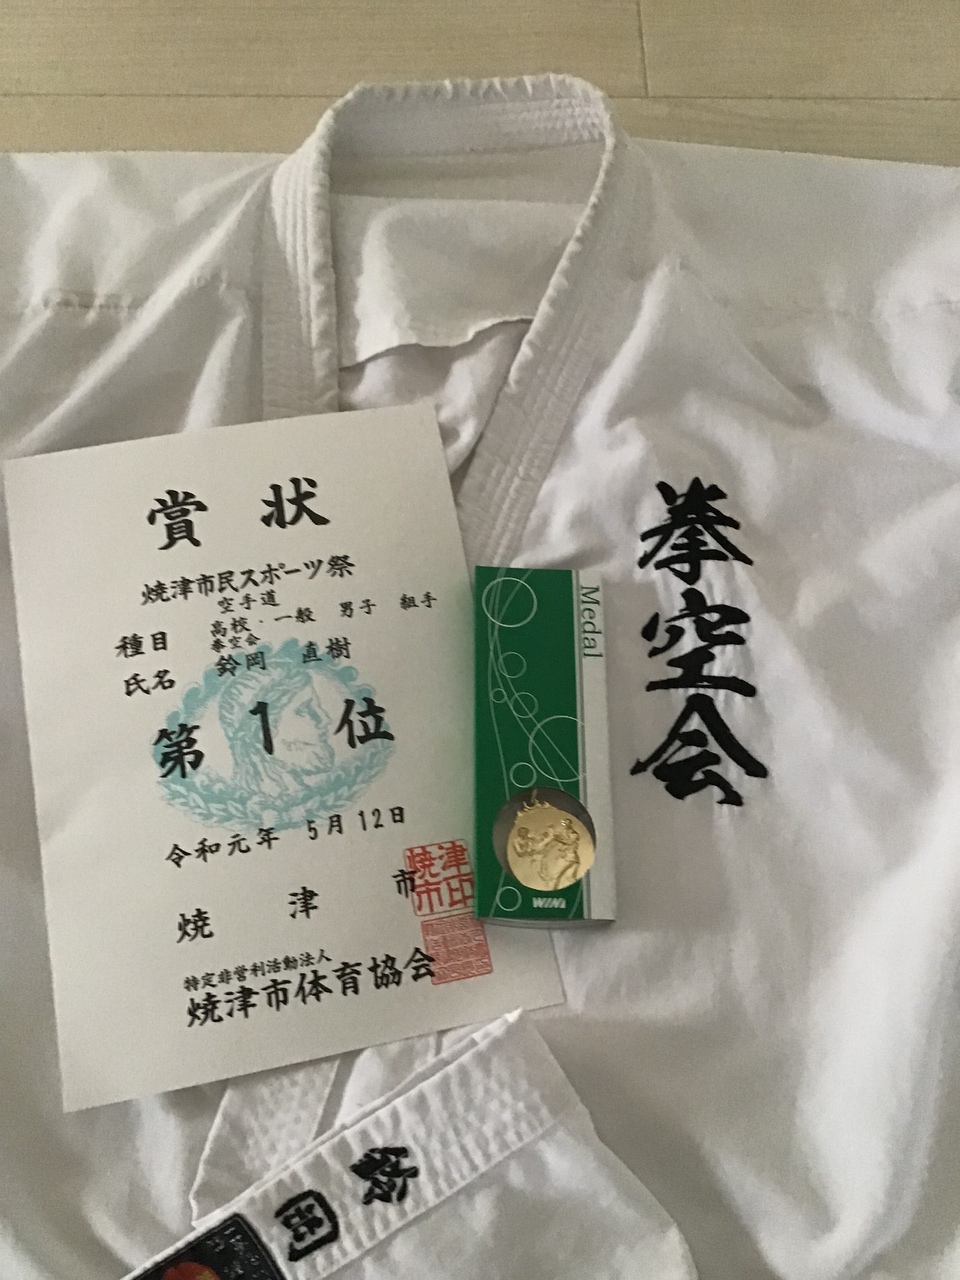 賞状
焼津市民スポーツ祭
空手道
種目 高校・一般 男子 組手
拳空会
氏名 鈴岡 直樹
第1位
令和元年 5月12日
焼津市
焼津市印
特定非営利活動法人
焼津市体育協会
Medal
WIN
拳空会
鈴岡